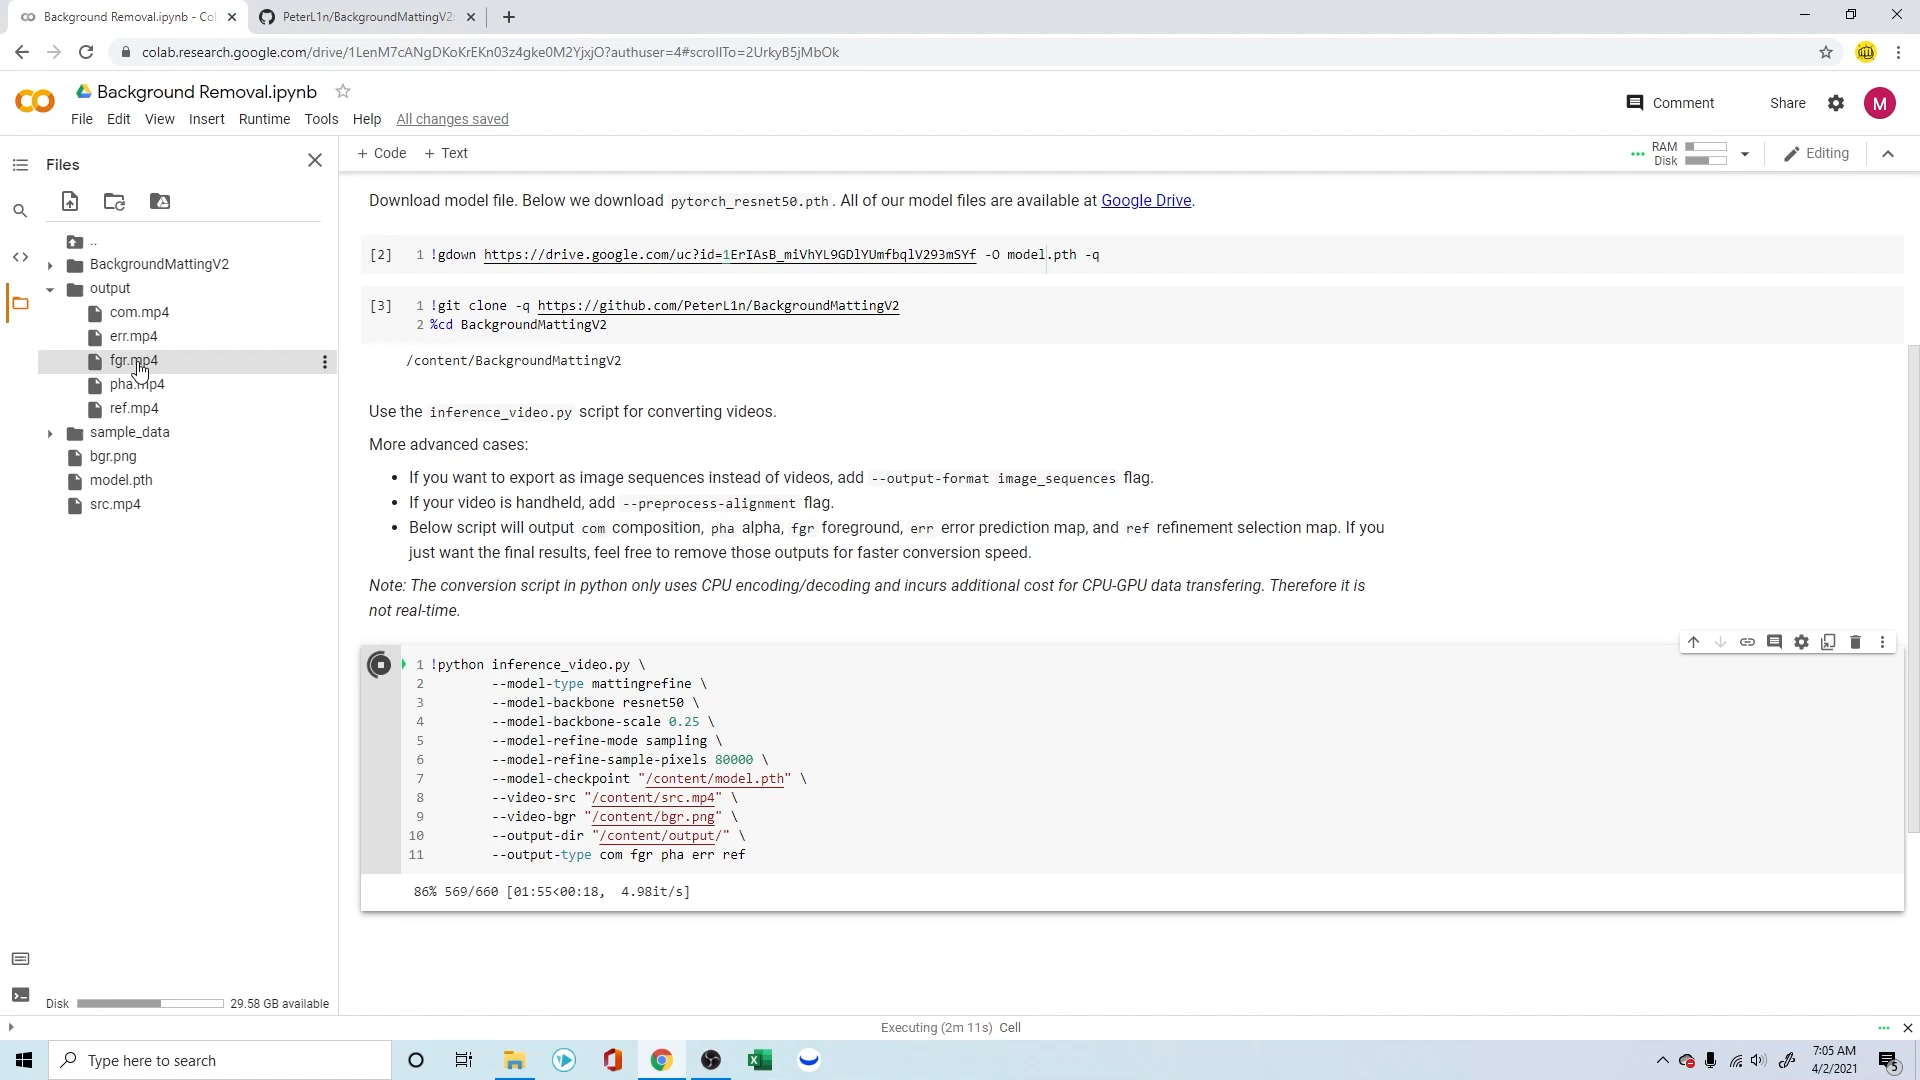 Background Removal.ipynb - Col
PeterL1n/BackgroundMattingV2:
colab.research.google.com/drive/1LenM7cANgDKoKrEKn03z4gke0M2YjxjO?authuser=4#scrollTo=2UrkyB5jMbOk
Background Removal.ipynb
Comment
Share
M
File Edit View Insert Runtime Tools Help All changes saved
Files
+ Code + Text
RAM
Disk
Editing
..
BackgroundMattingV2
output
com.mp4
err.mp4
fgr.mp4
pha.mp4
ref.mp4
sample_data
bgr.png
model.pth
src.mp4
Disk 29.58 GB available
Download model file. Below we download pytorch_resnet50.pth. All of our model files are available at Google Drive.
[2] 1 !gdown https://drive.google.com/uc?id=1ErIAsB_miVhYL9GDlYUmfbqlV293mSYf -O model.pth -q
[3] 1 !git clone -q https://github.com/PeterL1n/BackgroundMattingV2
2 %cd BackgroundMattingV2
/content/BackgroundMattingV2
Use the inference_video.py script for converting videos.
More advanced cases:
• If you want to export as image sequences instead of videos, add --output-format image_sequences flag.
• If your video is handheld, add --preprocess-alignment flag.
• Below script will output com composition, pha alpha, fgr foreground, err error prediction map, and ref refinement selection map. If you
just want the final results, feel free to remove those outputs for faster conversion speed.
Note: The conversion script in python only uses CPU encoding/decoding and incurs additional cost for CPU-GPU data transfering. Therefore it is
not real-time.
1 !python inference_video.py \
2 --model-type mattingrefine \
3 --model-backbone resnet50 \
4 --model-backbone-scale 0.25 \
5 --model-refine-mode sampling \
6 --model-refine-sample-pixels 80000 \
7 --model-checkpoint "/content/model.pth" \
8 --video-src "/content/src.mp4" \
9 --video-bgr "/content/bgr.png" \
10 --output-dir "/content/output/" \
11 --output-type com fgr pha err ref
86% 569/660 [01:55<00:18, 4.98it/s]
Executing (2m 11s) Cell
Type here to search
7:05 AM
4/2/2021
5